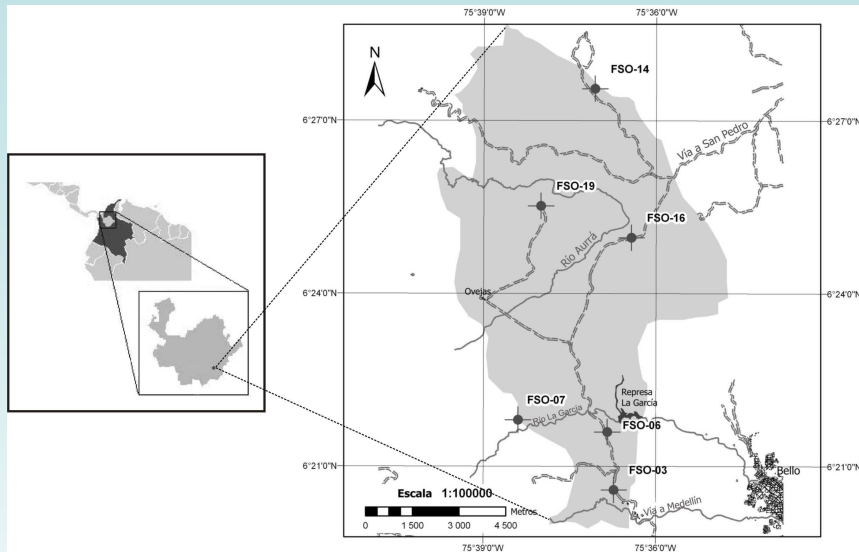 75°39'0"W 75°36'0"W
N
FSO-14
6°27'0"N 6°27'0"N
Vía a San Pedro
FSO-19
FSO-16
Río Aurrá
Ovejas
6°24'0"N 6°24'0"N
Represa
La García
FSO-07
Río La García
FSO-06
6°21'0"N 6°21'0"N
FSO-03
Bello
Escala 1:100000
Metros
Vía a Medellín
0 1 500 3 000 4 500
75°39'0"W 75°36'0"W